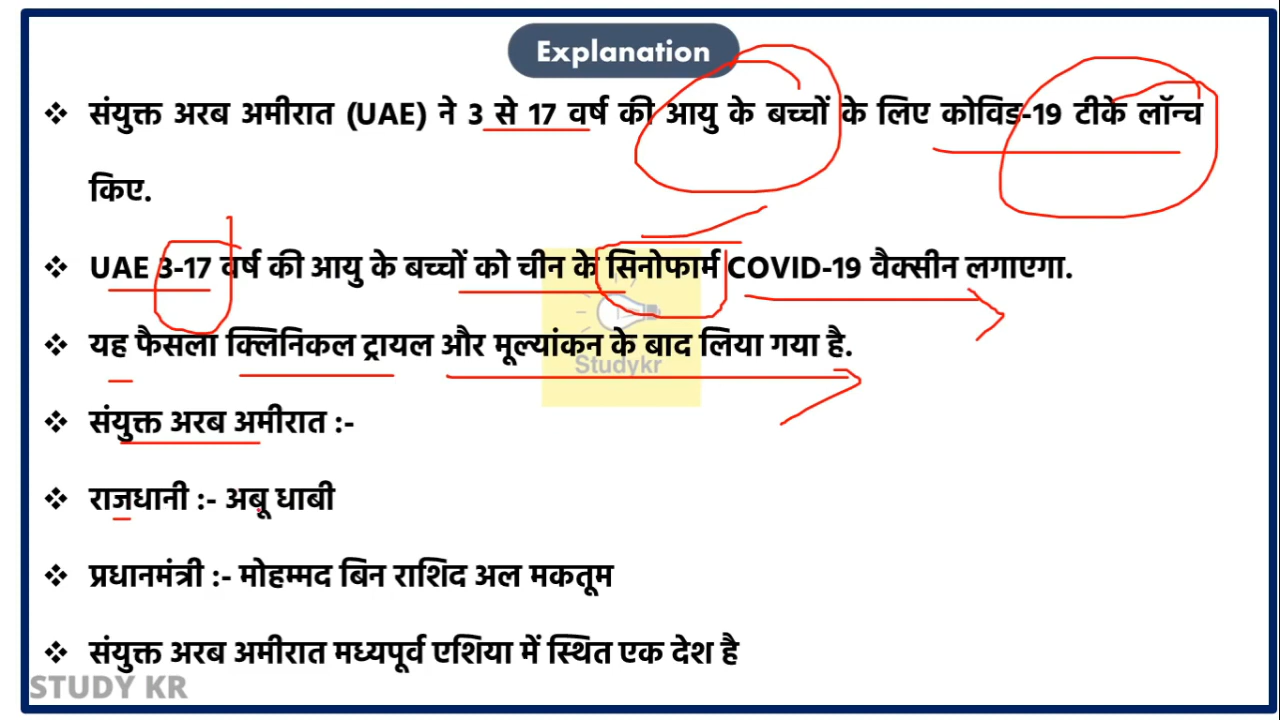 Explanation
❖ संयुक्त अरब अमीरात (UAE) ने 3 से 17 वर्ष की आयु के बच्चों के लिए कोविड-19 टीके लॉन्च
किए.
❖ UAE 3-17 वर्ष की आयु के बच्चों को चीन के सिनोफार्म COVID-19 वैक्सीन लगाएगा.
❖ यह फैसला क्लिनिकल ट्रायल और मूल्यांकन के बाद लिया गया है.
Studykr
❖ संयुक्त अरब अमीरात :-
❖ राजधानी :- अबू धाबी
❖ प्रधानमंत्री :- मोहम्मद बिन राशिद अल मकतूम
❖ संयुक्त अरब अमीरात मध्यपूर्व एशिया में स्थित एक देश है
STUDY KR